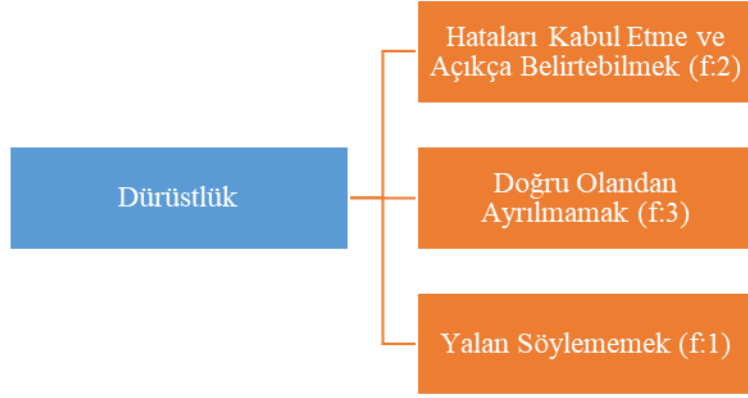 Hataları Kabul Etme ve
Açıkça Belirtebilmek (f:2)
Dürüstlük
Doğru Olandan
Ayrılmamak (f:3)
Yalan Söylememek (f:1)